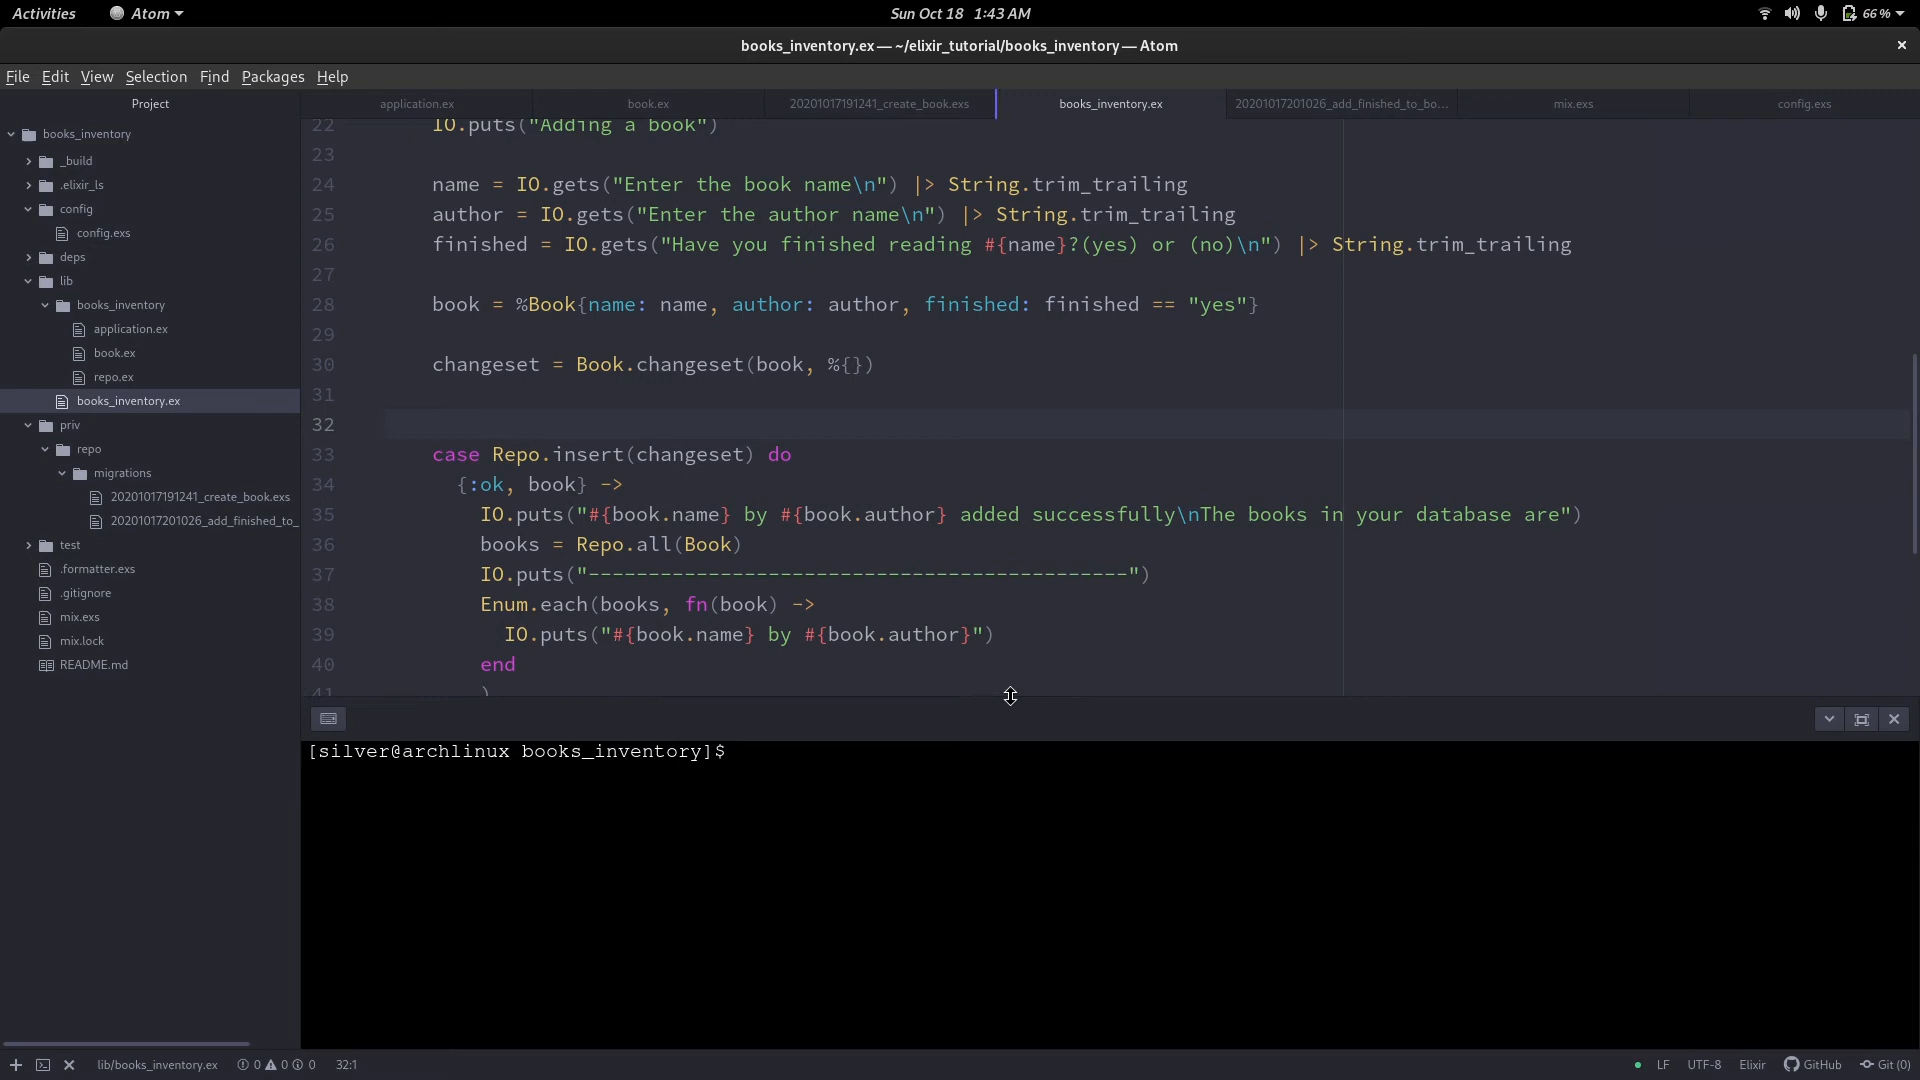 Activities
Atom
Sun Oct 18 1:43 AM
66 %
books_inventory.ex — ~/elixir_tutorial/books_inventory — Atom
File Edit View Selection Find Packages Help
Project
application.ex
book.ex
20201017191241_create_book.exs
books_inventory.ex
20201017201026_add_finished_to_bo...
mix.exs
config.exs
books_inventory
_build
.elixir_ls
config
config.exs
deps
lib
books_inventory
application.ex
book.ex
repo.ex
books_inventory.ex
priv
repo
migrations
20201017191241_create_book.exs
20201017201026_add_finished_to_
test
.formatter.exs
.gitignore
mix.exs
mix.lock
README.md
22 IO.puts("Adding a book")
23
24 name = IO.gets("Enter the book name\n") |> String.trim_trailing
25 author = IO.gets("Enter the author name\n") |> String.trim_trailing
26 finished = IO.gets("Have you finished reading #{name}?(yes) or (no)\n") |> String.trim_trailing
27
28 book = %Book{name: name, author: author, finished: finished == "yes"}
29
30 changeset = Book.changeset(book, %{})
31
32
33 case Repo.insert(changeset) do
34 {:ok, book} ->
35 IO.puts("#{book.name} by #{book.author} added successfully\nThe books in your database are")
36 books = Repo.all(Book)
37 IO.puts("---------------------------------------------")
38 Enum.each(books, fn(book) ->
39 IO.puts("#{book.name} by #{book.author}")
40 end
41 )
[silver@archlinux books_inventory]$
lib/books_inventory.ex 0 0 0 32:1
LF UTF-8 Elixir GitHub Git (0)